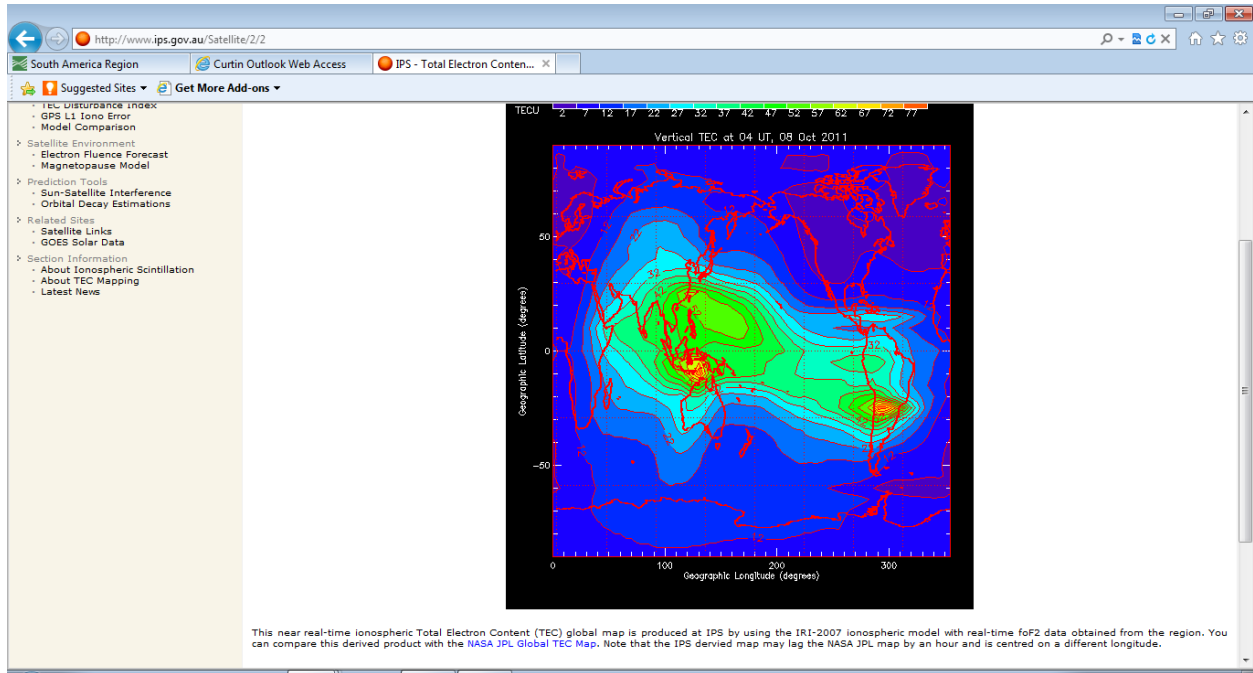 http://www.ips.gov.au/Satellite/2/2
South America Region
Curtin Outlook Web Access
IPS - Total Electron Conten...
Suggested Sites
Get More Add-ons
TEC Disturbance Index
GPS L1 Iono Error
Model Comparison
Satellite Environment
Electron Fluence Forecast
Magnetopause Model
Prediction Tools
Sun-Satellite Interference
Orbital Decay Estimations
Related Sites
Satellite Links
GOES Solar Data
Section Information
About Ionospheric Scintillation
About TEC Mapping
Latest News
TECU 2 7 12 17 22 27 32 37 42 47 52 57 62 67 72 77
Vertical TEC at 04 UT, 08 Oct 2011
Geographic Latitude (degrees)
50
0
-50
32
32
12
0 100 200 300
Geographic Longitude (degrees)
This near real-time ionospheric Total Electron Content (TEC) global map is produced at IPS by using the IRI-2007 ionospheric model with real-time foF2 data obtained from the region. You
can compare this derived product with the NASA JPL Global TEC Map. Note that the IPS dervied map may lag the NASA JPL map by an hour and is centred on a different longitude.